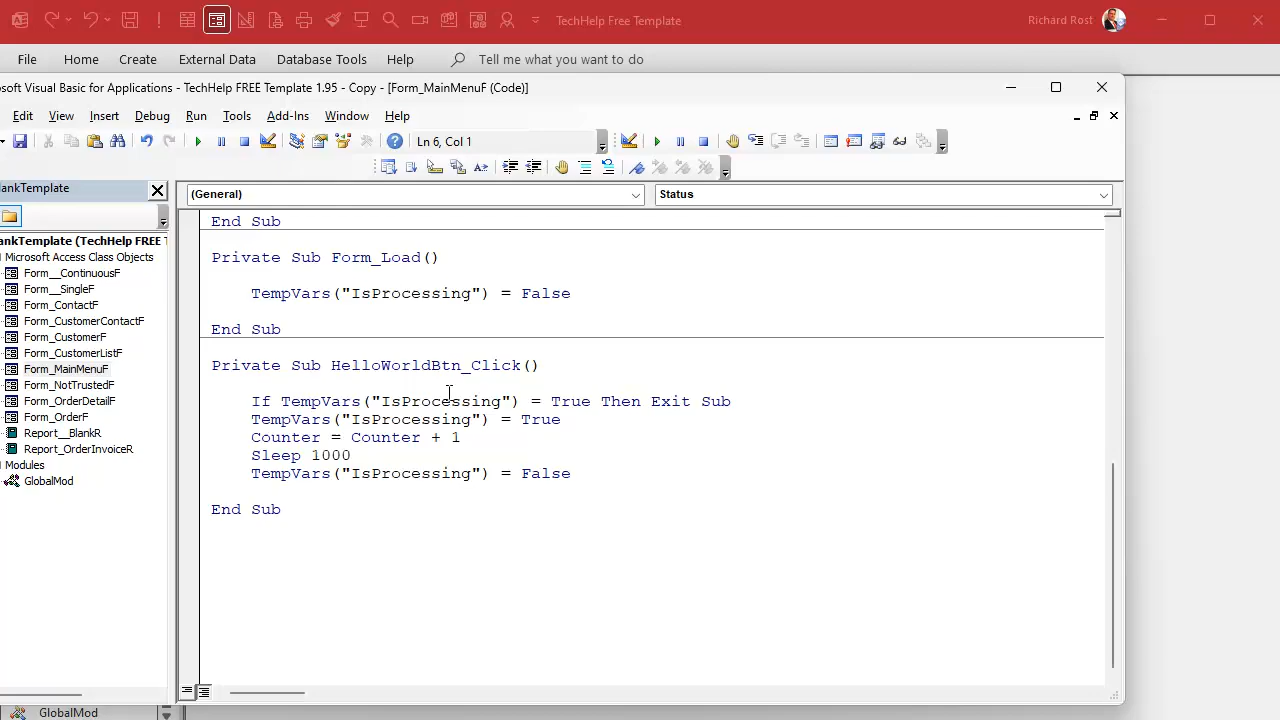 TechHelp Free Template
Richard Rost
File Home Create External Data Database Tools Help Tell me what you want to do
osoft Visual Basic for Applications - TechHelp FREE Template 1.95 - Copy - [Form_MainMenuF (Code)]
Edit View Insert Debug Run Tools Add-Ins Window Help
Ln 6, Col 1
lankTemplate
(General) Status
ankTemplate (TechHelp FREE T
Microsoft Access Class Objects
Form__ContinuousF
Form__SingleF
Form_ContactF
Form_CustomerContactF
Form_CustomerF
Form_CustomerListF
Form_MainMenuF
Form_NotTrustedF
Form_OrderDetailF
Form_OrderF
Report__BlankR
Report_OrderInvoiceR
Modules
GlobalMod
End Sub
Private Sub Form_Load()
TempVars("IsProcessing") = False
End Sub
Private Sub HelloWorldBtn_Click()
If TempVars("IsProcessing") = True Then Exit Sub
TempVars("IsProcessing") = True
Counter = Counter + 1
Sleep 1000
TempVars("IsProcessing") = False
End Sub
GlobalMod